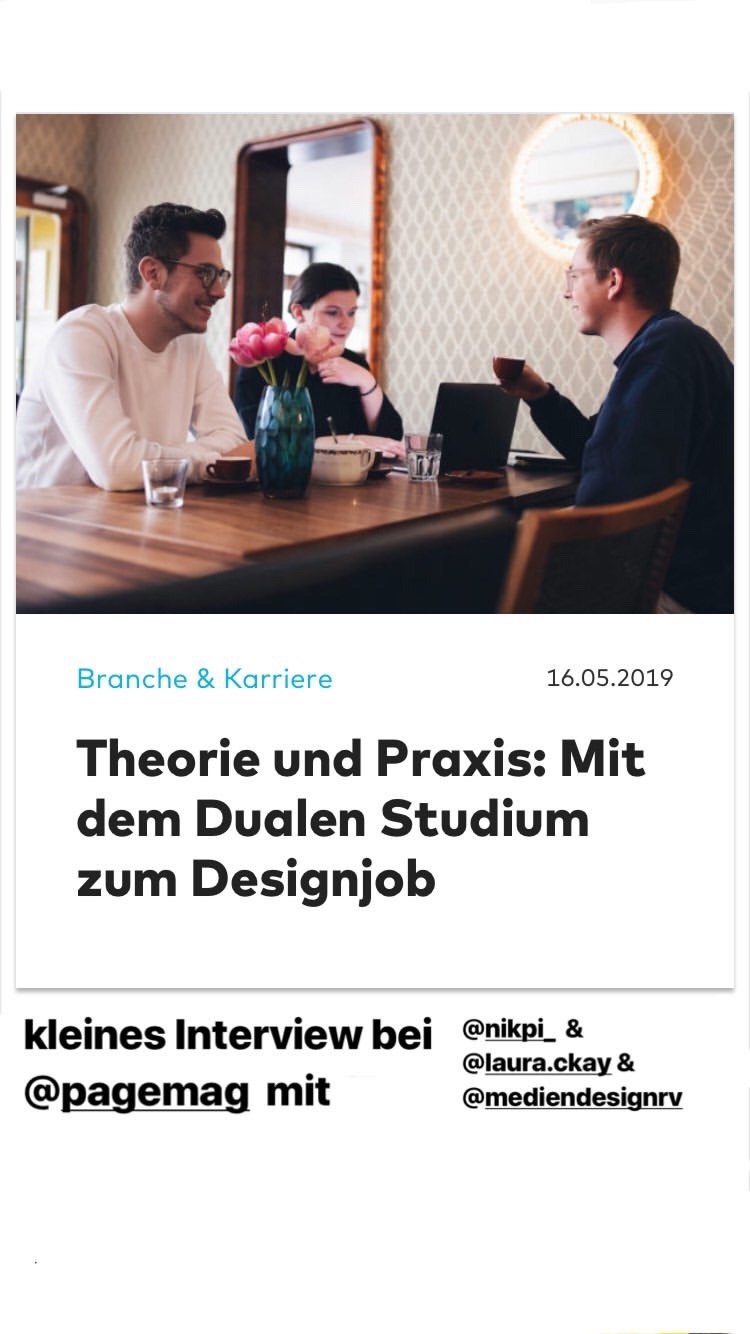 Branche & Karriere
16.05.2019
Theorie und Praxis: Mit
dem Dualen Studium
zum Designjob
kleines Interview bei
@pagemag mit
@nikpi_ &
@laura.ckay &
@mediendesignrv